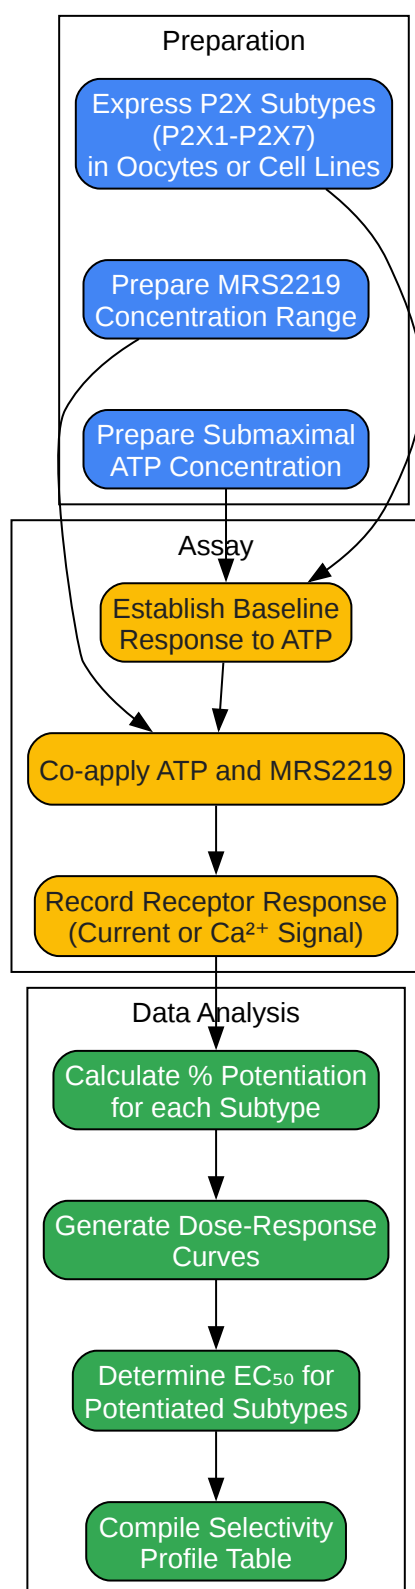 Preparation
Express P2X Subtypes
(P2X1-P2X7)
in Oocytes or Cell Lines
Prepare MRS2219
Concentration Range
Prepare Submaximal
ATP Concentration
Assay
Establish Baseline
Response to ATP
Co-apply ATP and MRS2219
Record Receptor Response
(Current or Ca²⁺ Signal)
Data Analysis
Calculate % Potentiation
for each Subtype
Generate Dose-Response
Curves
Determine EC₅₀ for
Potentiated Subtypes
Compile Selectivity
Profile Table